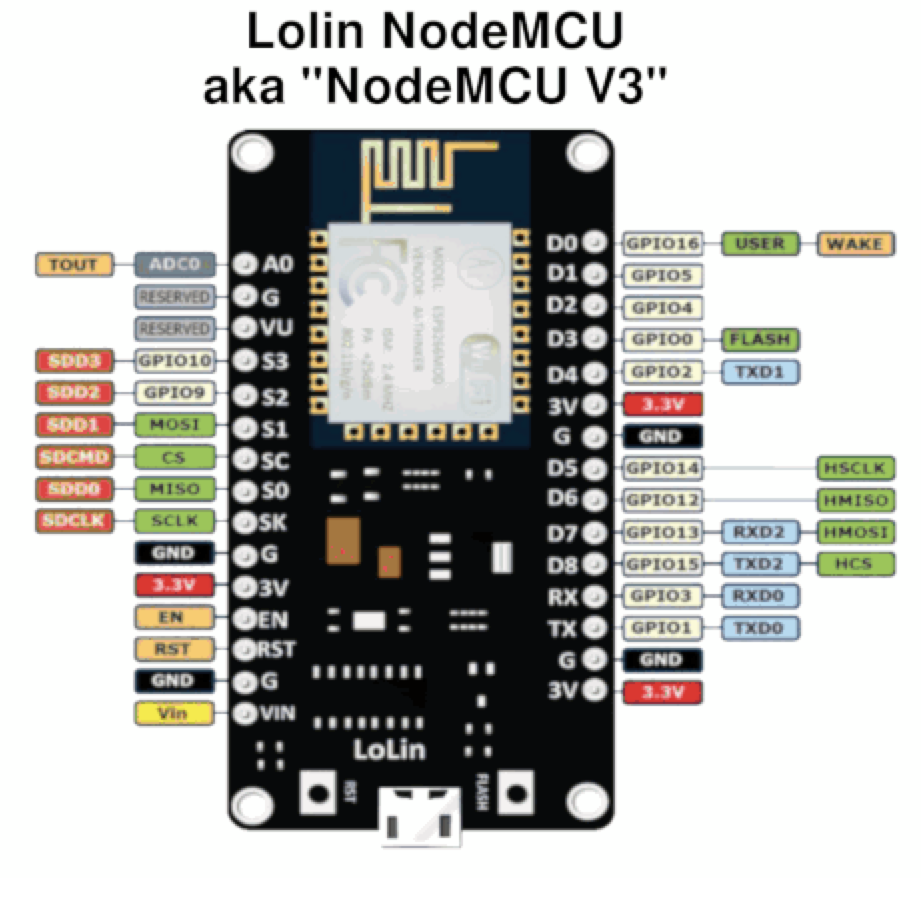 Lolin NodeMCU
aka "NodeMCU V3"
TOUT ADC0 A0
RESERVED G
RESERVED VU
SDD3 GPIO10 S3
SDD2 GPIO9 S2
SDD1 MOSI S1
SDCMD CS SC
SDD0 MISO S0
SDCLK SCLK SK
GND G
3.3V 3V
EN EN
RST RST
GND G
Vin VIN
D0 GPIO16 USER WAKE
D1 GPIO5
D2 GPIO4
D3 GPIO0 FLASH
D4 GPIO2 TXD1
3V 3.3V
G GND
D5 GPIO14 HSCLK
D6 GPIO12 HMISO
D7 GPIO13 RXD2 HMOSI
D8 GPIO15 TXD2 HCS
RX GPIO3 RXD0
TX GPIO1 TXD0
G GND
3V 3.3V
MODEL ESP8266MOD
VENDOR AI-THINKER
ISM 2.4 GHZ
PA +25dBm
802.11b/g/n
FC
WiFi
LoLin
RST
FLASH